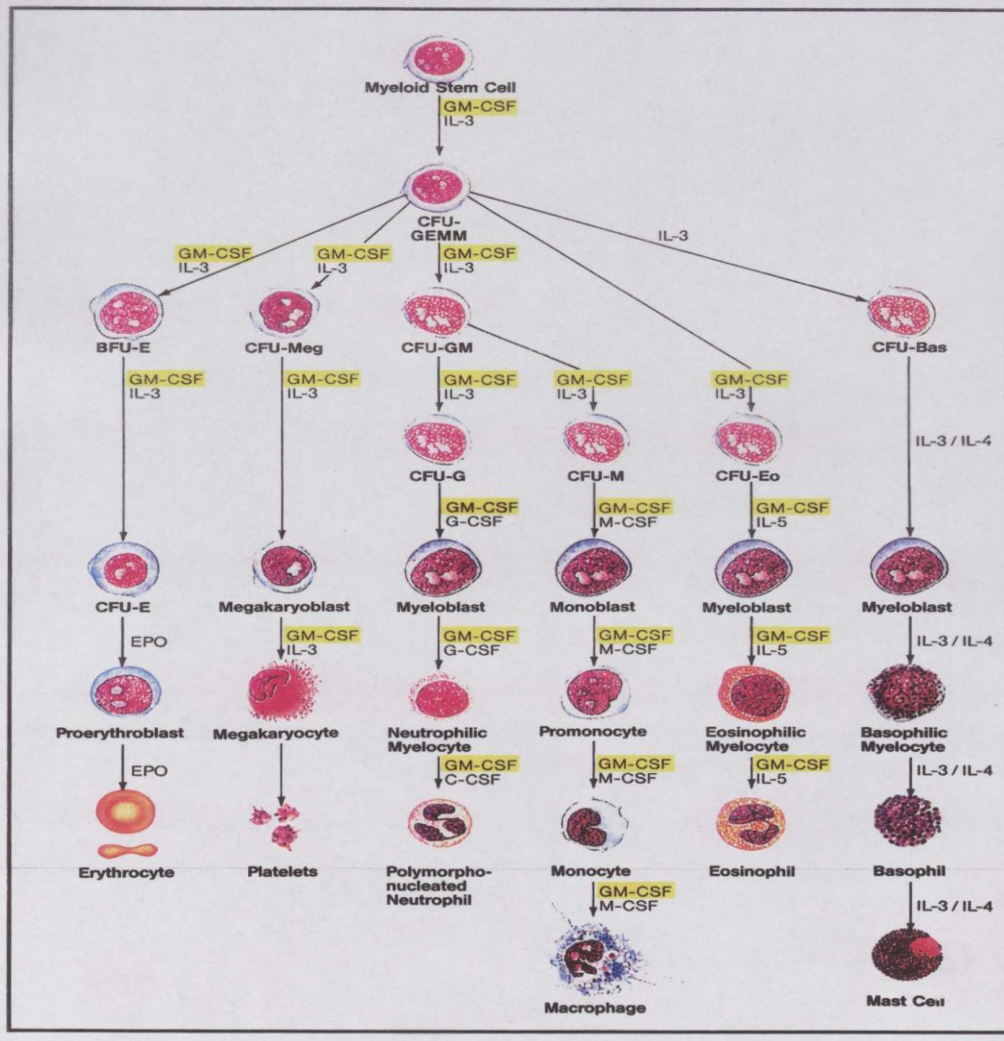 Myeloid Stem Cell
GM-CSF
IL-3
CFU-
GEMM
GM-CSF
IL-3
GM-CSF
IL-3
GM-CSF
IL-3
IL-3
BFU-E
CFU-Meg
CFU-GM
CFU-Bas
GM-CSF
IL-3
GM-CSF
IL-3
GM-CSF
IL-3
GM-CSF
IL-3
GM-CSF
IL-3
IL-3 / IL-4
CFU-G
CFU-M
CFU-Eo
GM-CSF
G-CSF
GM-CSF
M-CSF
GM-CSF
IL-5
CFU-E
Megakaryoblast
Myeloblast
Monoblast
Myeloblast
Myeloblast
EPO
GM-CSF
IL-3
GM-CSF
G-CSF
GM-CSF
M-CSF
GM-CSF
IL-5
IL-3 / IL-4
Proerythroblast
Megakaryocyte
Neutrophilic
Myelocyte
Promonocyte
Eosinophilic
Myelocyte
Basophilic
Myelocyte
EPO
GM-CSF
C-CSF
GM-CSF
M-CSF
GM-CSF
IL-5
IL-3 / IL-4
Erythrocyte
Platelets
Polymorpho-
nucleated
Neutrophil
Monocyte
Eosinophil
Basophil
GM-CSF
M-CSF
IL-3 / IL-4
Macrophage
Mast Cell